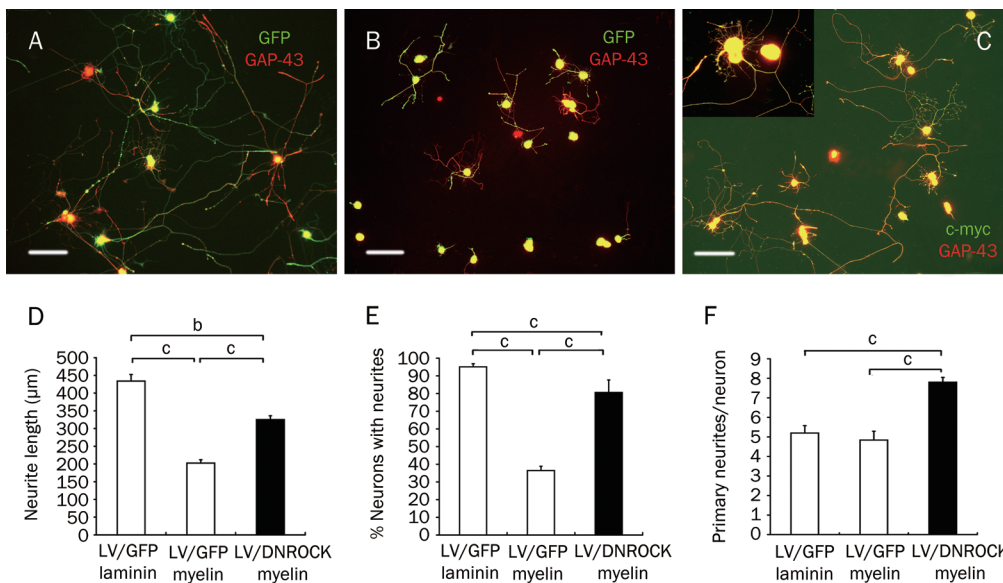 A
GFP
GAP-43
B
GFP
GAP-43
C
c-myc
GAP-43
D
b
c
c
Neurite length (μm)
500
450
400
350
300
250
200
150
100
50
0
LV/GFP laminin
LV/GFP myelin
LV/DNROCK myelin
E
c
c
c
% Neurons with neurites
100
90
80
70
60
50
40
30
20
10
0
LV/GFP laminin
LV/GFP myelin
LV/DNROCK myelin
F
c
c
Primary neurites/neuron
9
8
7
6
5
4
3
2
1
0
LV/GFP laminin
LV/GFP myelin
LV/DNROCK myelin